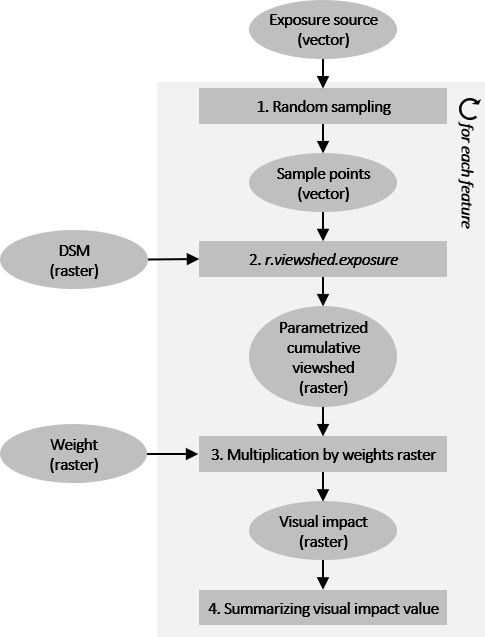 Exposure source
(vector)
1. Random sampling
for each feature
Sample points
(vector)
DSM
(raster)
2. r.viewshed.exposure
Parametrized
cumulative
viewshed
(raster)
Weight
(raster)
3. Multiplication by weights raster
Visual impact
(raster)
4. Summarizing visual impact value